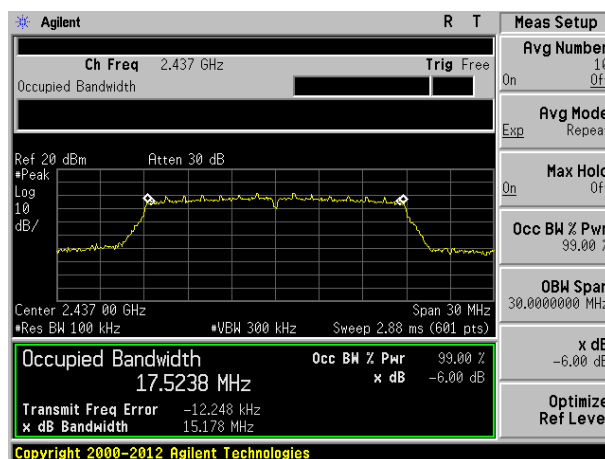 Agilent R T Meas Setup
Ch Freq 2.437 GHz Trig Free
Occupied Bandwidth
Avg Number
10
On Off
Avg Mode
Exp Repeat
Max Hold
On Off
Occ BW % Pwr
99.00 %
OBW Span
30.0000000 MHz
x dB
-6.00 dB
Optimize
Ref Level
Ref 20 dBm Atten 30 dB
#Peak
Log
10
dB/
Center 2.437 00 GHz Span 30 MHz
#Res BW 100 kHz #VBW 300 kHz Sweep 2.88 ms (601 pts)
Occupied Bandwidth Occ BW % Pwr 99.00 %
17.5238 MHz x dB -6.00 dB
Transmit Freq Error -12.248 kHz
x dB Bandwidth 15.178 MHz
Copyright 2000-2012 Agilent Technologies